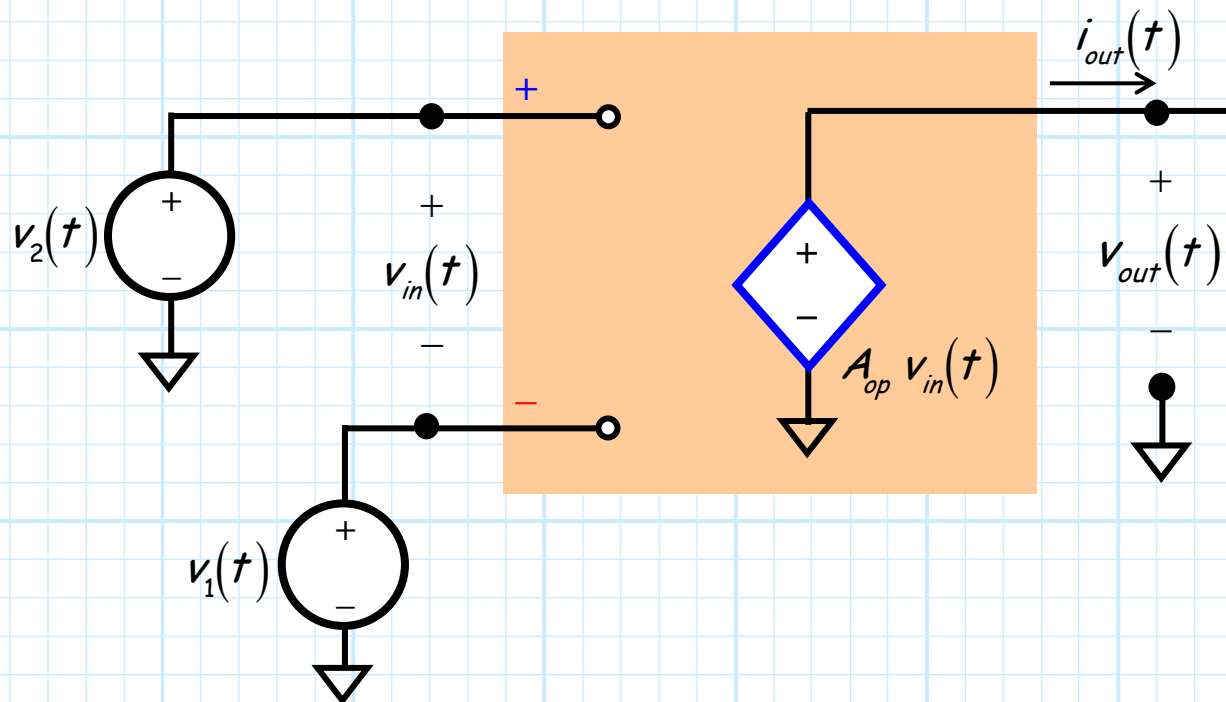 i_out(t)
+
+
+
+
v_2(t)
+
v_in(t)
v_out(t)
−
−
−
−
−
A_op v_in(t)
+
v_1(t)
−